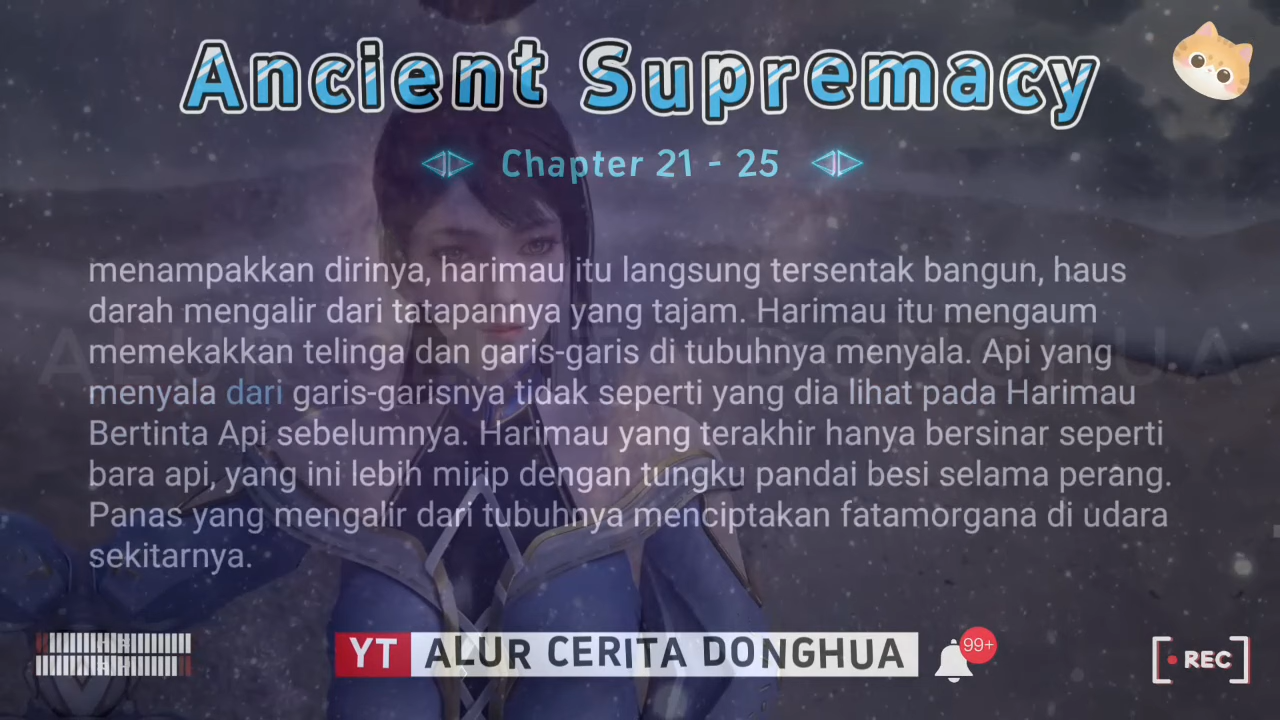 Ancient Supremacy
Chapter 21 - 25
menampakkan dirinya, harimau itu langsung tersentak bangun, haus
darah mengalir dari tatapannya yang tajam. Harimau itu mengaum
memekakkan telinga dan garis-garis di tubuhnya menyala. Api yang
menyala dari garis-garisnya tidak seperti yang dia lihat pada Harimau
Bertinta Api sebelumnya. Harimau yang terakhir hanya bersinar seperti
bara api, yang ini lebih mirip dengan tungku pandai besi selama perang.
Panas yang mengalir dari tubuhnya menciptakan fatamorgana di udara
sekitarnya.
YT ALUR CERITA DONGHUA
99+
REC